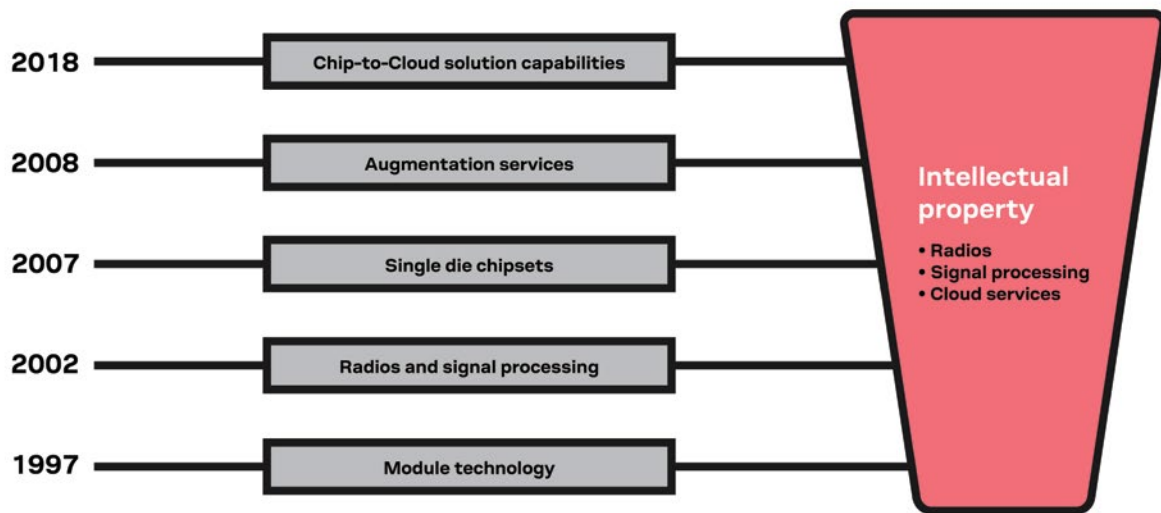 2018
Chip-to-Cloud solution capabilities
2008
Augmentation services
2007
Single die chipsets
2002
Radios and signal processing
1997
Module technology
Intellectual
property
• Radios
• Signal processing
• Cloud services